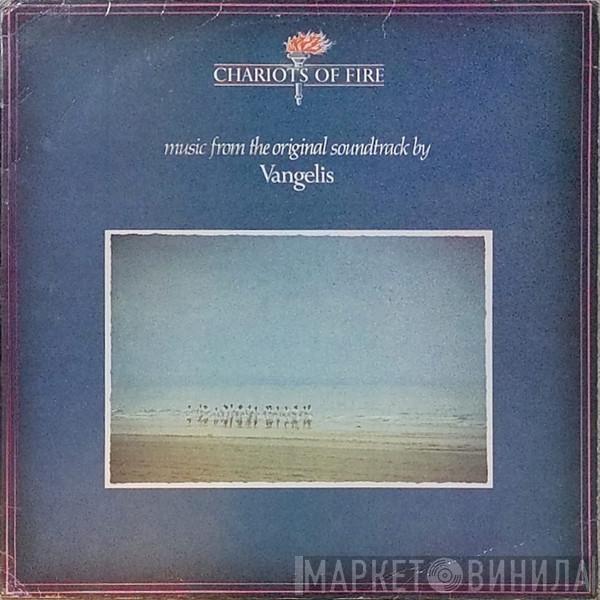 CHARIOTS OF FIRE
music from the original soundtrack by
Vangelis
МАРКЕТ ВИНИЛА